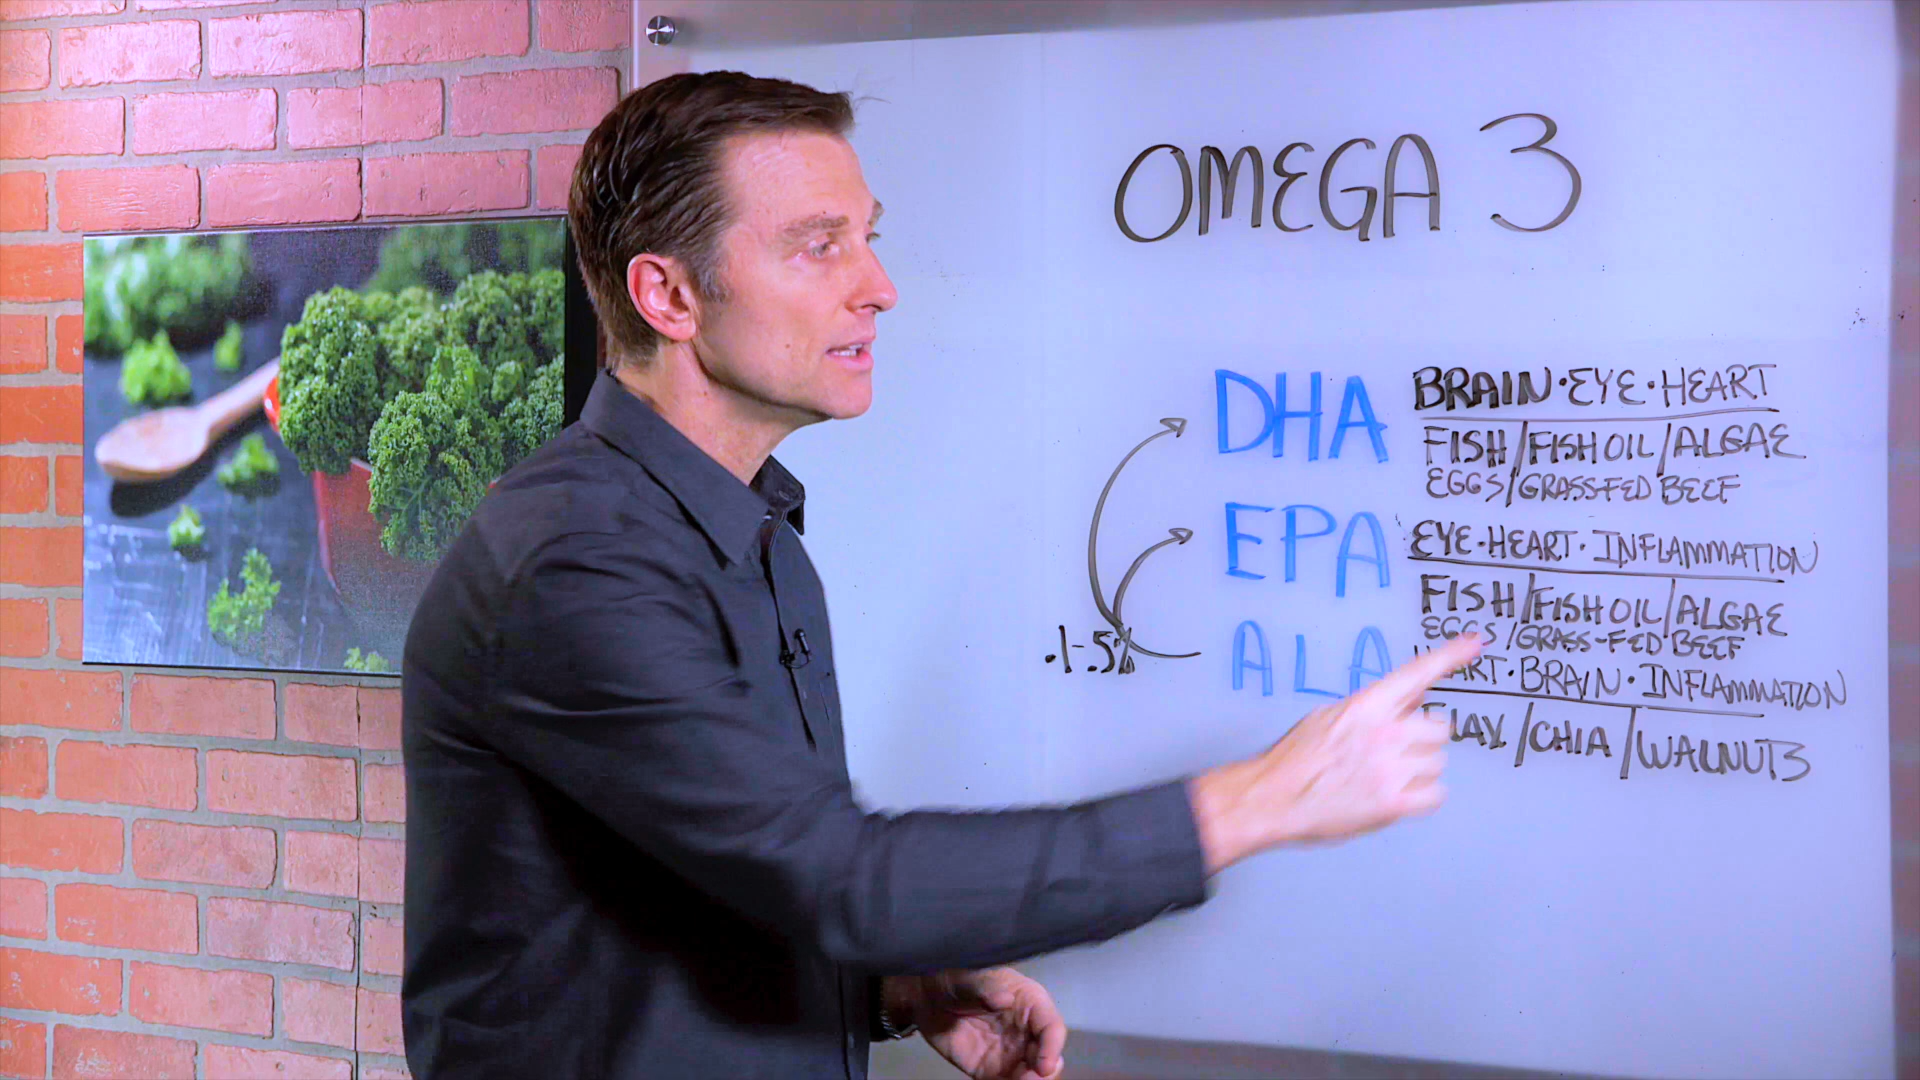 OMEGA 3
DHA
BRAIN·EYE·HEART
FISH/FISH OIL/ALGAE
EGGS/GRASSFED BEEF
EPA
EYE·HEART·INFLAMMATION
FISH/FISH OIL/ALGAE
EGGS/GRASS-FED BEEF
.1-.5%
ALA
HEART·BRAIN·INFLAMMATION
FLAX/CHIA/WALNUTS